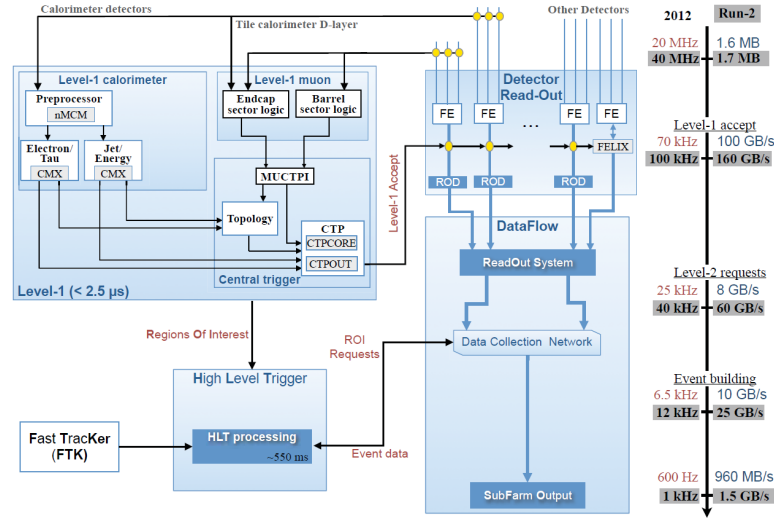 Calorimeter detectors
Tile calorimeter D-layer
Other Detectors
2012
Run-2
20 MHz
1.6 MB
40 MHz
1.7 MB
Level-1 calorimeter
Preprocessor
nMCM
Electron/
Tau
CMX
Jet/
Energy
CMX
Level-1 muon
Endcap
sector logic
Barrel
sector logic
MUCTPI
Topology
CTP
CTPCORE
CTPOUT
Central trigger
Level-1 (< 2.5 µs)
Level-1 Accept
Detector
Read-Out
FE
FE
...
FE
FE
FELIX
ROD
ROD
ROD
Level-1 accept
70 kHz
100 GB/s
100 kHz
160 GB/s
DataFlow
ReadOut System
Data Collection Network
SubFarm Output
Level-2 requests
25 kHz
8 GB/s
40 kHz
60 GB/s
Regions Of Interest
ROI
Requests
High Level Trigger
HLT processing
~550 ms
Event data
Fast TracKer
(FTK)
Event building
6.5 kHz
10 GB/s
12 kHz
25 GB/s
600 Hz
960 MB/s
1 kHz
1.5 GB/s